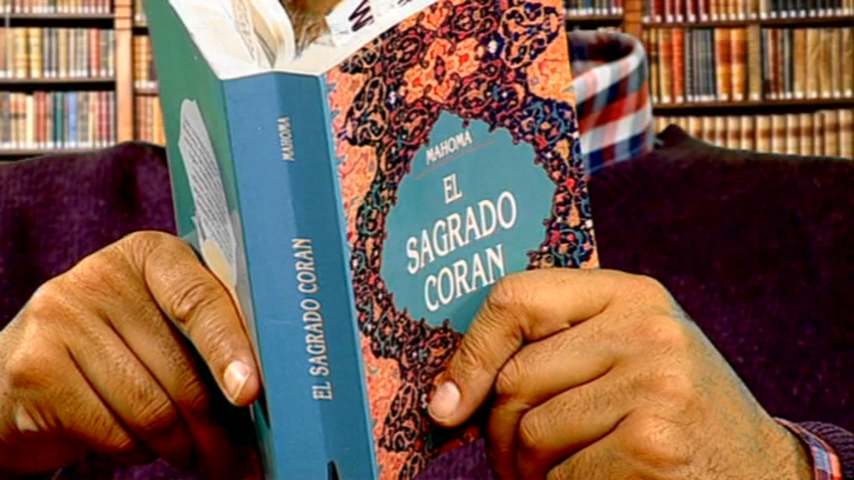 MAHOMA
EL
SAGRADO
CORAN
MAHOMA
EL SAGRADO CORAN